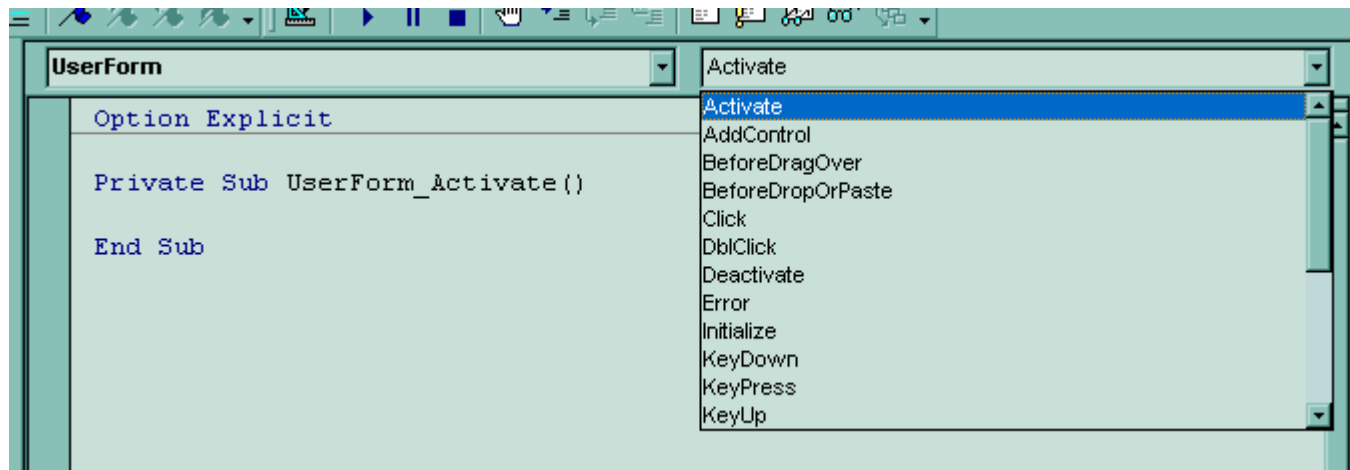 UserForm
Activate
Option Explicit
Private Sub UserForm_Activate()
End Sub
Activate
AddControl
BeforeDragOver
BeforeDropOrPaste
Click
DblClick
Deactivate
Error
Initialize
KeyDown
KeyPress
KeyUp